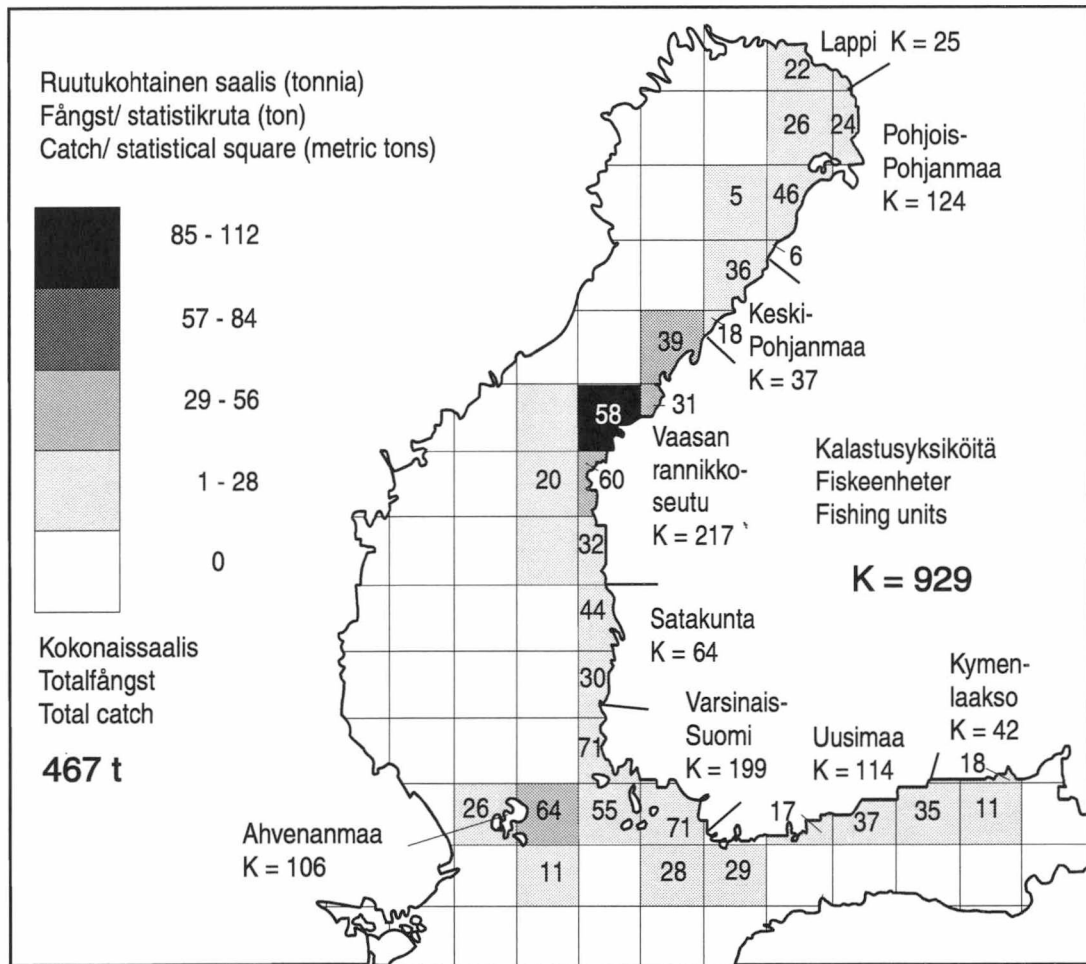 Ruutukohtainen saalis (tonnia)
Fångst/ statistikruta (ton)
Catch/ statistical square (metric tons)
85 - 112
57 - 84
29 - 56
1 - 28
0
Kokonaissaalis
Totalfångst
Total catch
467 t
Lappi K = 25
22
26
24
Pohjois-
Pohjanmaa
K = 124
5
46
6
36
Keski-
Pohjanmaa
K = 37
18
39
58
31
Vaasan
rannikko-
seutu
K = 217
20
60
32
Kalastusyksiköitä
Fiskeenheter
Fishing units
K = 929
44
Satakunta
K = 64
30
Varsinais-
Suomi
K = 199
71
Uusimaa
K = 114
Kymen-
laakso
K = 42
18
Ahvenanmaa
K = 106
26
64
55
71
17
37
35
11
11
28
29